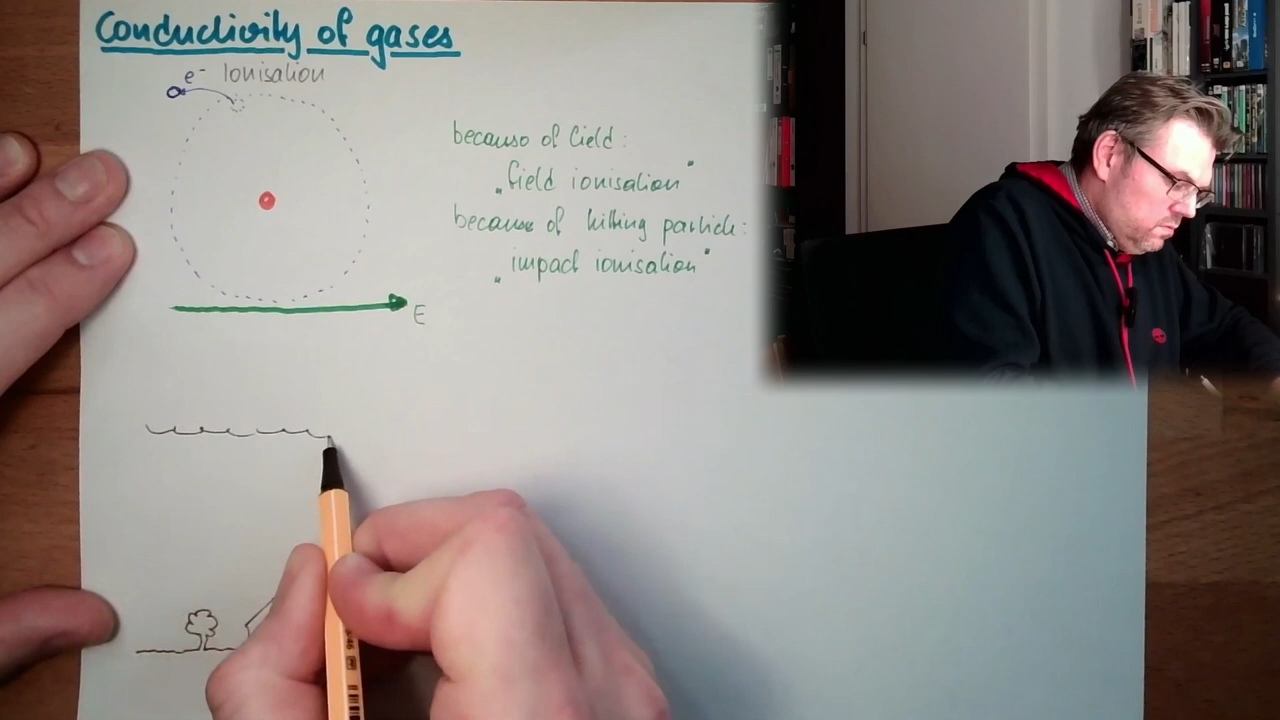 Conductivity of gases
e⁻ Ionisation
because of field:
„field ionisation"
because of hitting particle:
„impact ionisation"
E